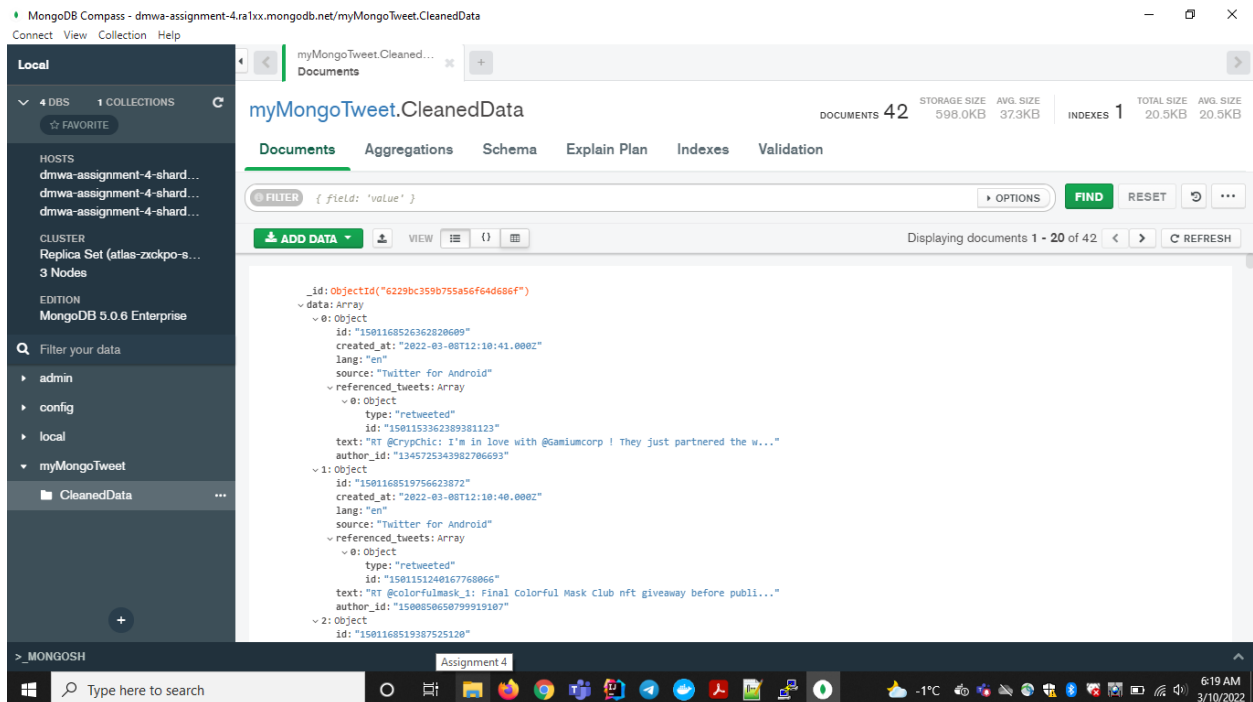 MongoDB Compass - dmwa-assignment-4.ra1xx.mongodb.net/myMongoTweet.CleanedData
Connect View Collection Help
Local
4 DBS 1 COLLECTIONS
FAVORITE
HOSTS
dmwa-assignment-4-shard...
dmwa-assignment-4-shard...
dmwa-assignment-4-shard...
CLUSTER
Replica Set (atlas-zxckpo-s...
3 Nodes
EDITION
MongoDB 5.0.6 Enterprise
Filter your data
admin
config
local
myMongoTweet
CleanedData
myMongoTweet.Cleaned...
Documents
myMongoTweet.CleanedData
DOCUMENTS 42
STORAGE SIZE 598.0KB
AVG. SIZE 37.3KB
INDEXES 1
TOTAL SIZE 20.5KB
AVG. SIZE 20.5KB
Documents Aggregations Schema Explain Plan Indexes Validation
FILTER { field: 'value' } OPTIONS FIND RESET
ADD DATA VIEW {} Displaying documents 1 - 20 of 42 REFRESH
_id: ObjectId("6229bc359b755a56f64d686f")
data: Array
0: Object
id: "1501168526362820609"
created_at: "2022-03-08T12:10:41.000Z"
lang: "en"
source: "Twitter for Android"
referenced_tweets: Array
0: Object
type: "retweeted"
id: "1501153362389381123"
text: "RT @CrypChic: I'm in love with @Gamiumcorp ! They just partnered the w..."
author_id: "1345725343982706693"
1: Object
id: "1501168519756623872"
created_at: "2022-03-08T12:10:40.000Z"
lang: "en"
source: "Twitter for Android"
referenced_tweets: Array
0: Object
type: "retweeted"
id: "1501151240167768066"
text: "RT @colorfulmask_1: Final Colorful Mask Club nft giveaway before publi..."
author_id: "1500850650799919107"
2: Object
id: "1501168519387525120"
>_MONGOSH
Assignment 4
Type here to search
-1°C
6:19 AM
3/10/2022